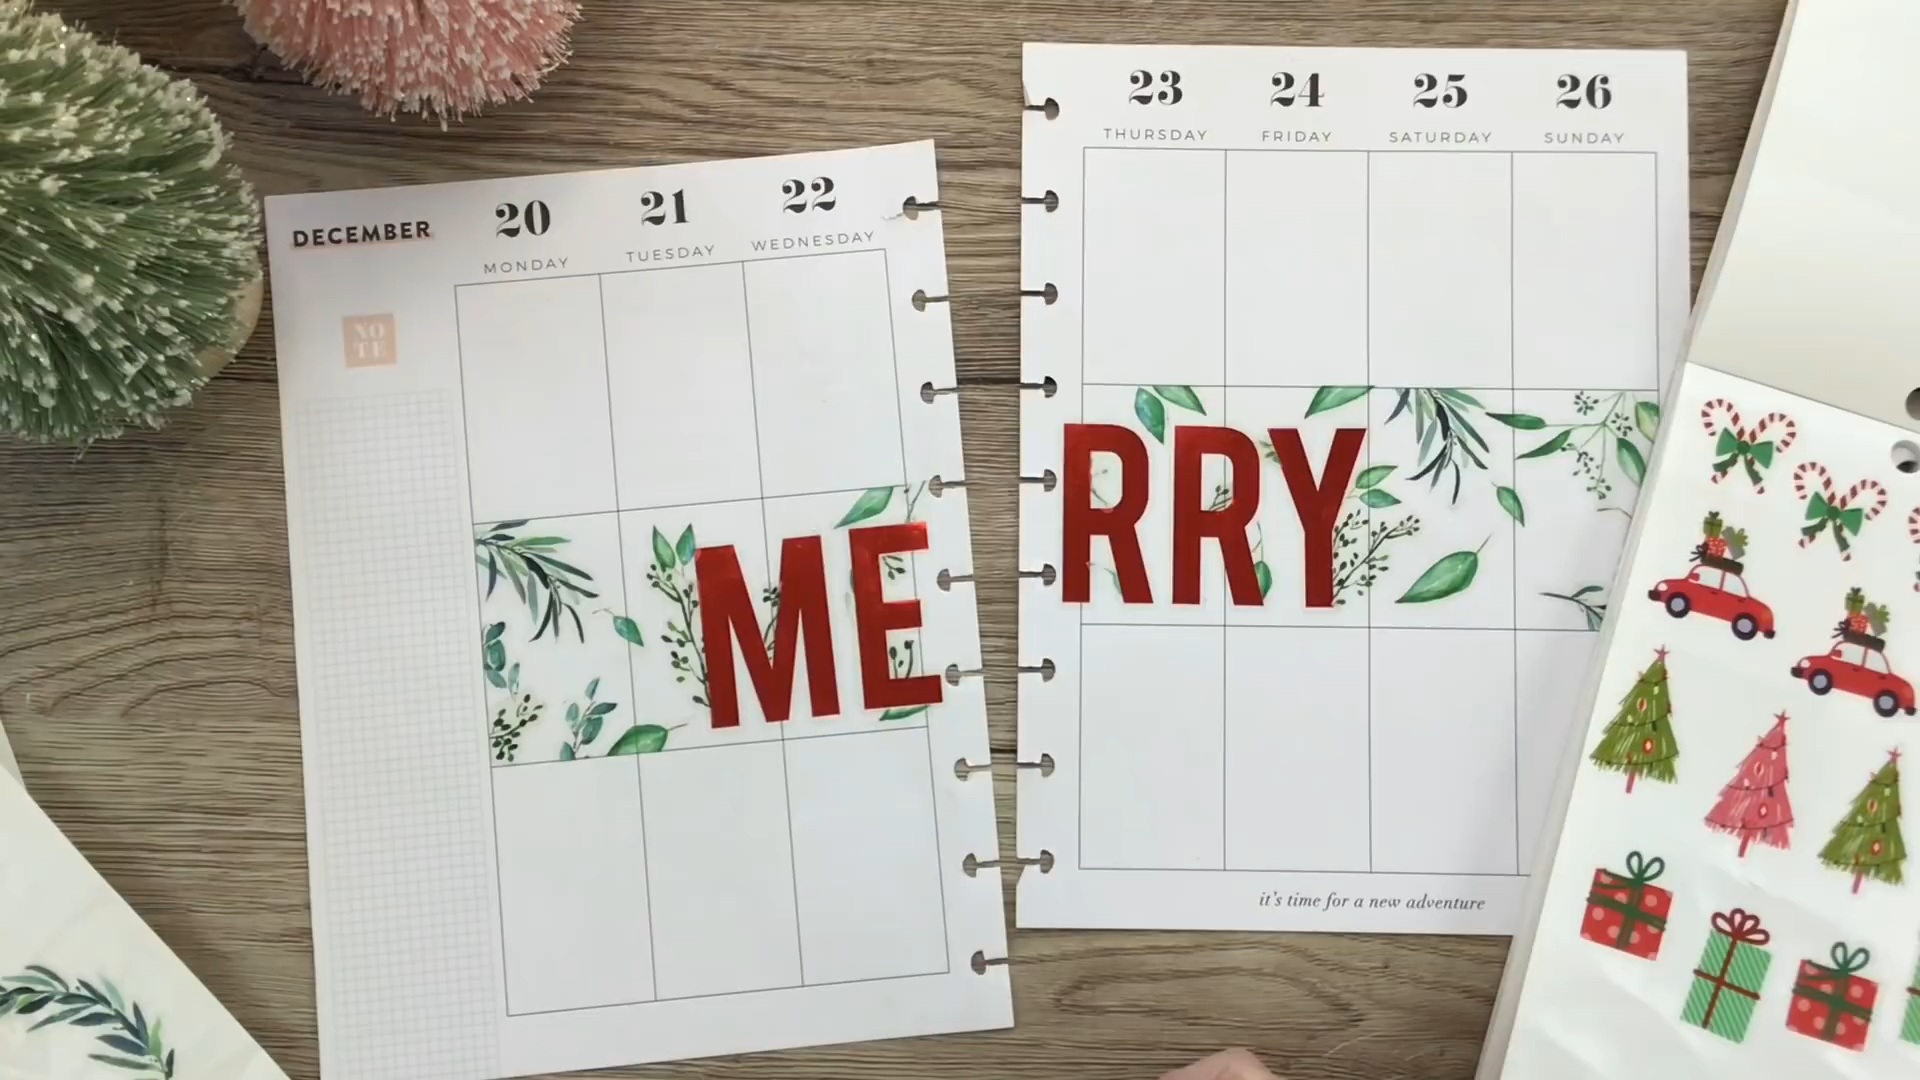 DECEMBER
20 21 22
MONDAY TUESDAY WEDNESDAY
NO
TE
ME
23 24 25 26
THURSDAY FRIDAY SATURDAY SUNDAY
RRY
it's time for a new adventure